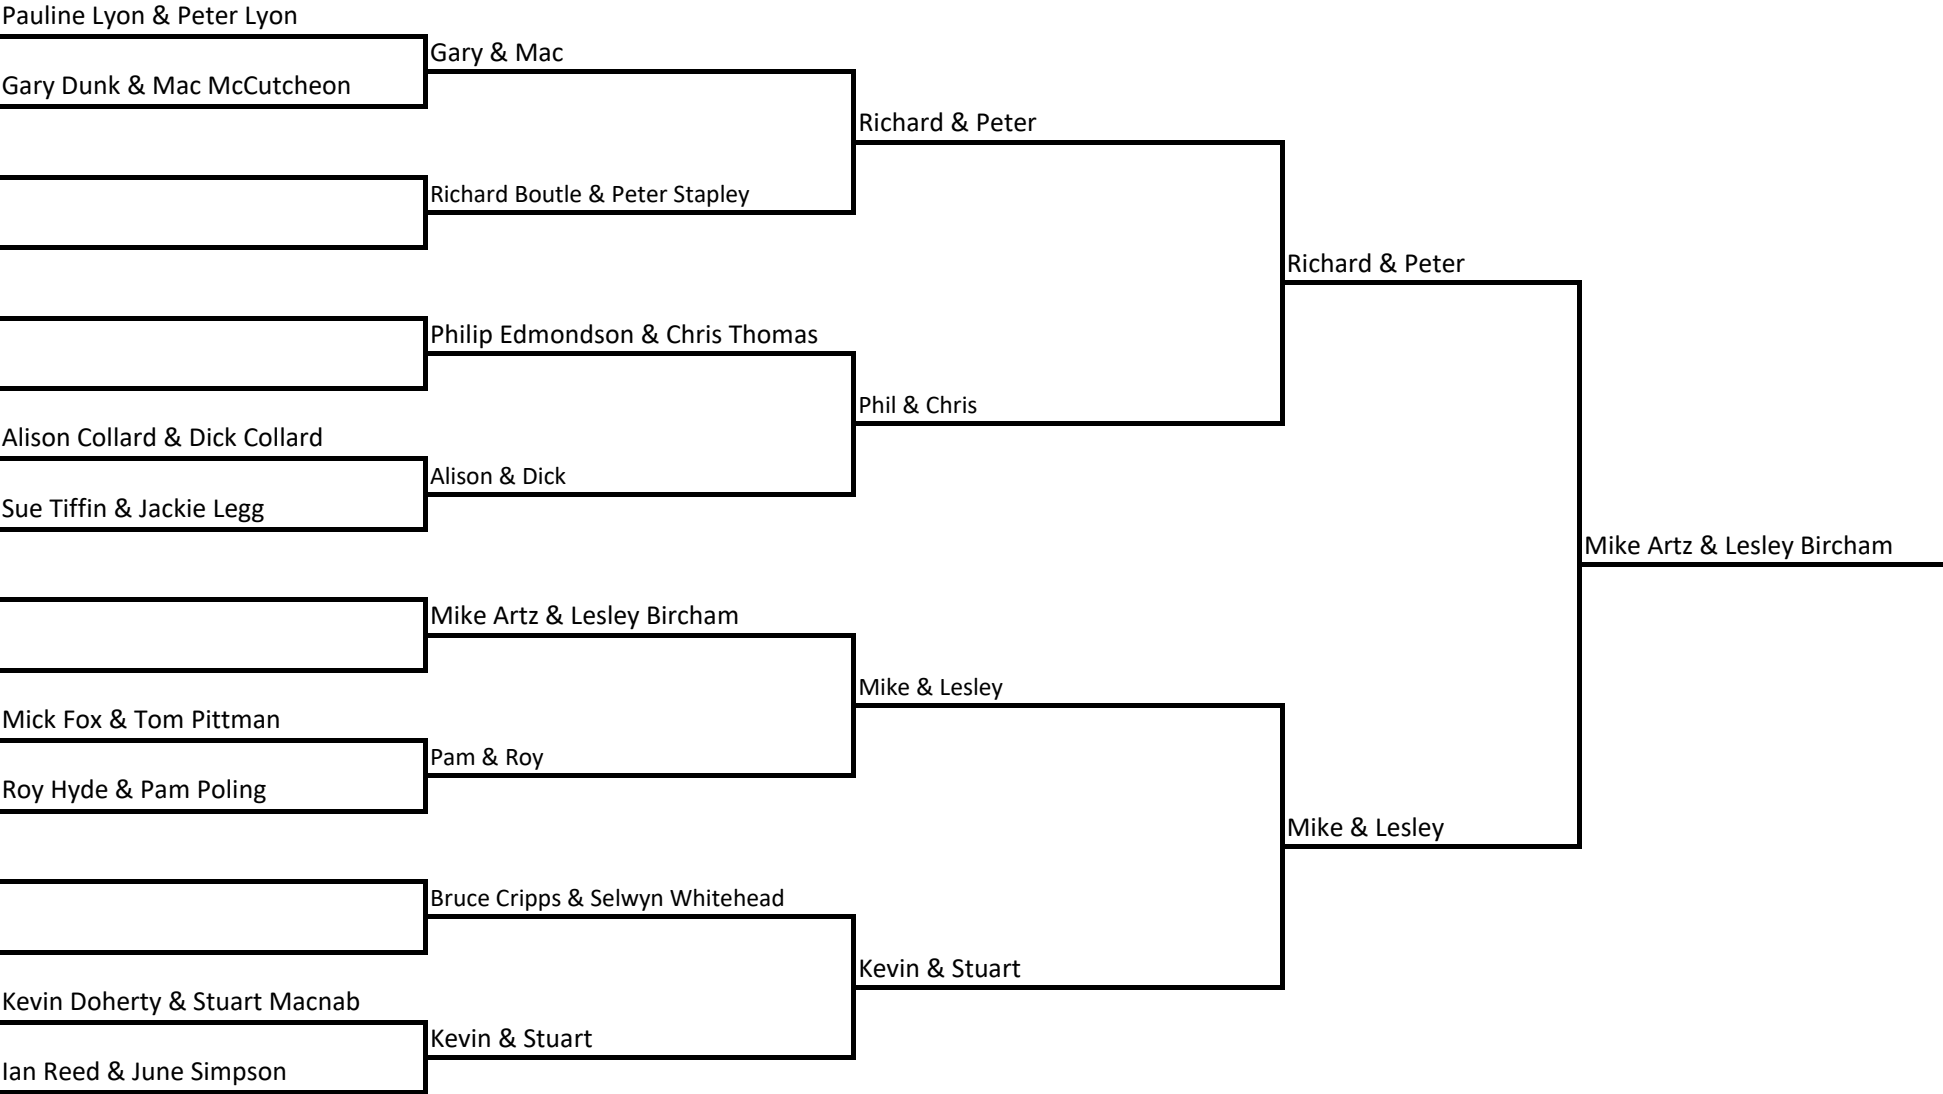 Pauline Lyon & Peter Lyon
Gary & Mac
Gary Dunk & Mac McCutcheon
Richard & Peter
Richard Boutle & Peter Stapley
Richard & Peter
Philip Edmondson & Chris Thomas
Phil & Chris
Alison Collard & Dick Collard
Alison & Dick
Sue Tiffin & Jackie Legg
Mike Artz & Lesley Bircham
Mike Artz & Lesley Bircham
Mike & Lesley
Mick Fox & Tom Pittman
Pam & Roy
Roy Hyde & Pam Poling
Mike & Lesley
Bruce Cripps & Selwyn Whitehead
Kevin & Stuart
Kevin Doherty & Stuart Macnab
Kevin & Stuart
Ian Reed & June Simpson